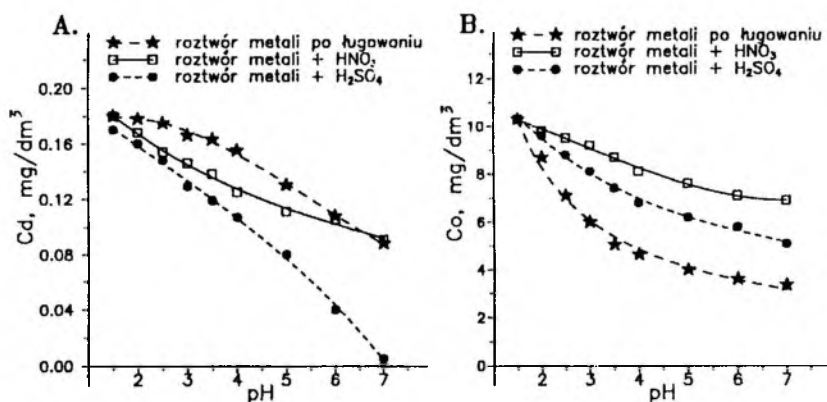 A.
roztwór metali po ługowaniu
roztwór metali + HNO₃
roztwór metali + H₂SO₄
Cd, mg/dm³
0.20
0.16
0.12
0.08
0.04
0.00
2 3 4 5 6 7
pH
B.
roztwór metali po ługowaniu
roztwór metali + HNO₃
roztwór metali + H₂SO₄
Co, mg/dm³
12
10
8
6
4
2
0
2 3 4 5 6 7
pH